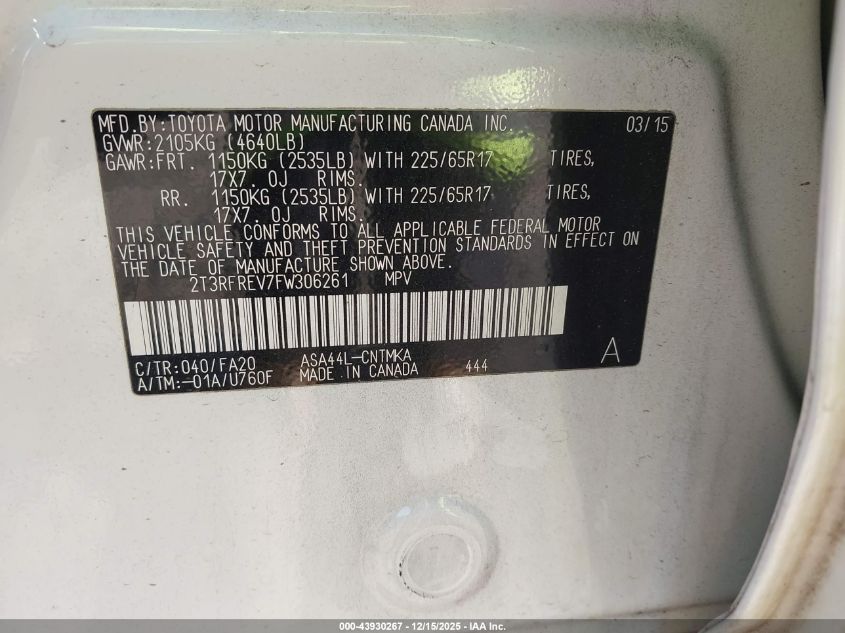 MFD.BY:TOYOTA MOTOR MANUFACTURING CANADA INC. 03/15
GVWR:2105KG (4640LB)
GAWR:FRT. 1150KG (2535LB) WITH 225/65R17 TIRES,
17X7. 0J RIMS.
RR. 1150KG (2535LB) WITH 225/65R17 TIRES,
17X7. 0J RIMS.
THIS VEHICLE CONFORMS TO ALL APPLICABLE FEDERAL MOTOR
VEHICLE SAFETY AND THEFT PREVENTION STANDARDS IN EFFECT ON
THE DATE OF MANUFACTURE SHOWN ABOVE.
2T3RFREV7FW306261 MPV
C/TR:040/FA20 ASA44L-CNTMKA A
A/TM:-01A/U760F MADE IN CANADA 444
000-43930267 - 12/15/2025 - IAA Inc.